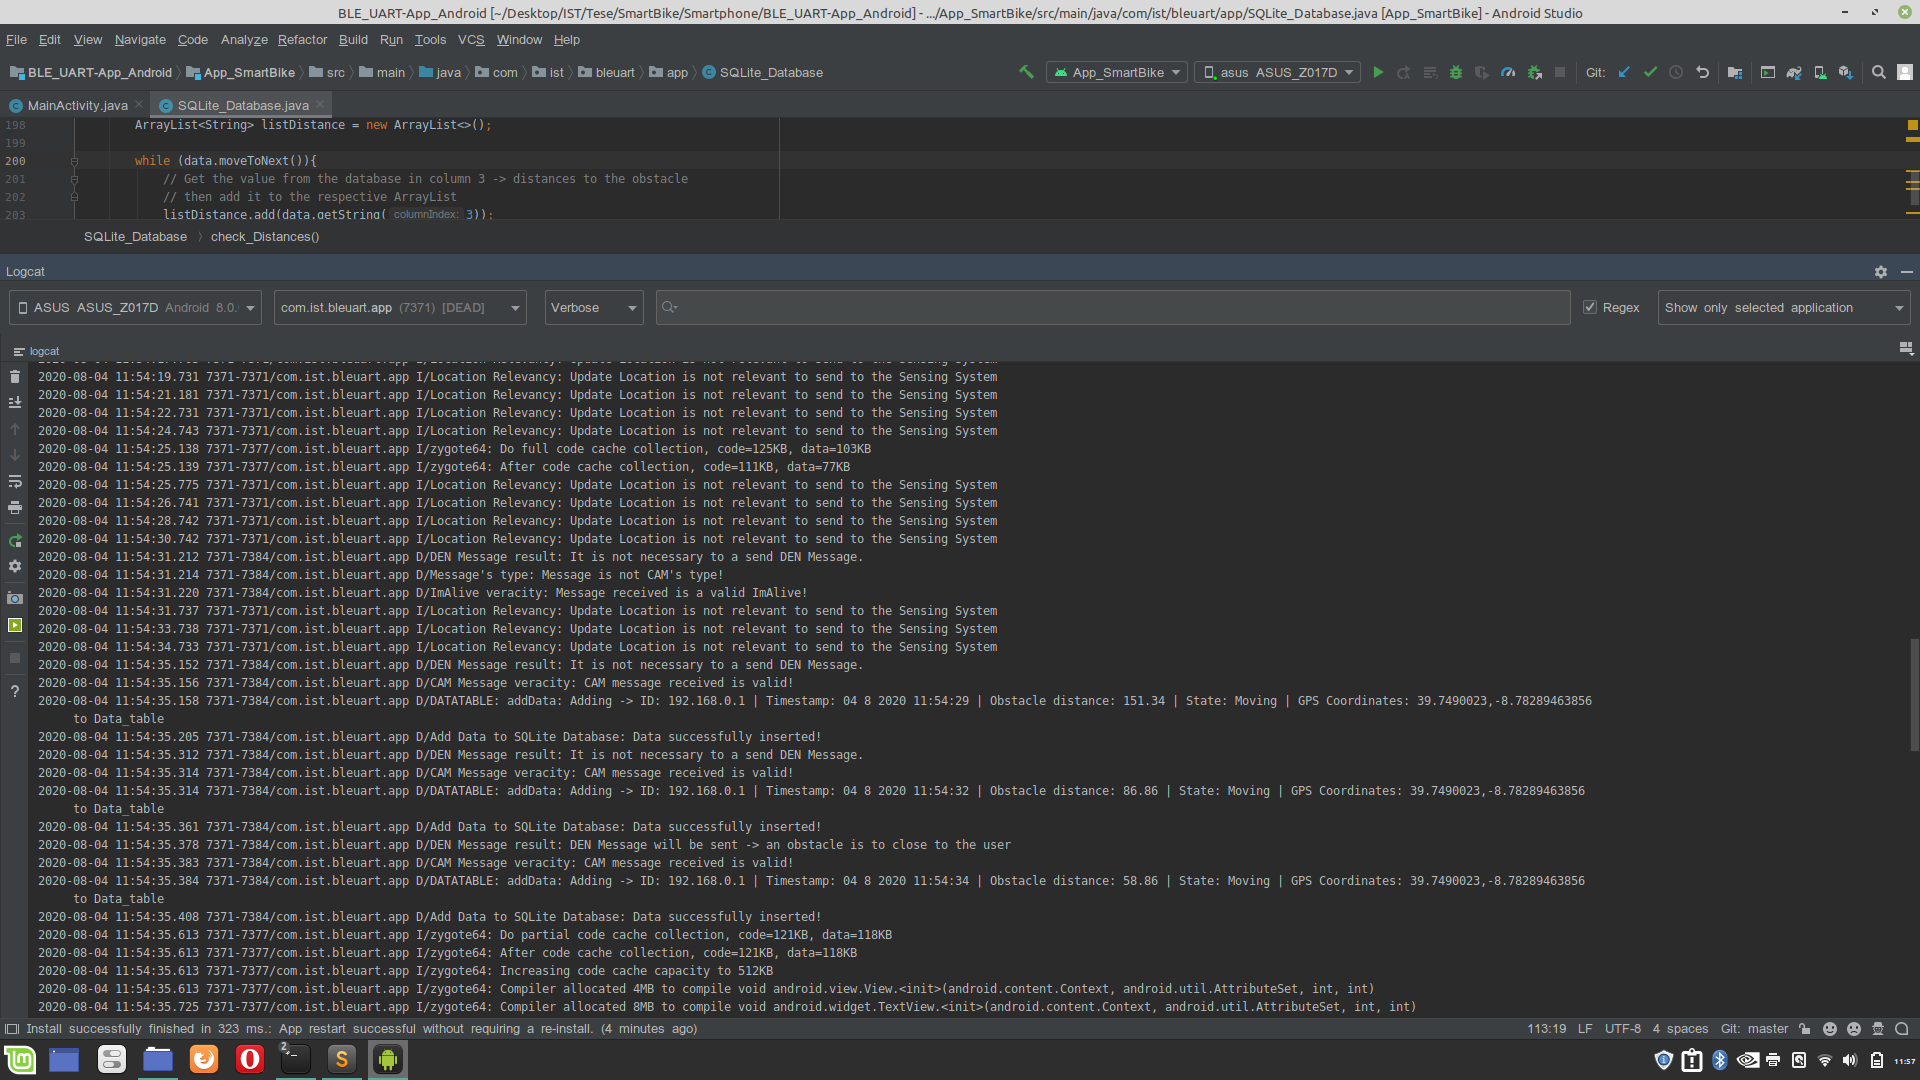 BLE_UART-App_Android [~/Desktop/IST/Tese/SmartBike/Smartphone/BLE_UART-App_Android] - .../App_SmartBike/src/main/java/com/ist/bleuart/app/SQLite_Database.java [App_SmartBike] - Android Studio
File Edit View Navigate Code Analyze Refactor Build Run Tools VCS Window Help
BLE_UART-App_Android App_SmartBike src main java com ist bleuart app SQLite_Database App_SmartBike asus ASUS_Z017D Git:
MainActivity.java SQLite_Database.java
198 ArrayList<String> listDistance = new ArrayList<>();
199
200 while (data.moveToNext()){
201 // Get the value from the database in column 3 -> distances to the obstacle
202 // then add it to the respective ArrayList
203 listDistance.add(data.getString( columnIndex: 3));
SQLite_Database check_Distances()
Logcat
ASUS ASUS_Z017D Android 8.0. com.ist.bleuart.app (7371) [DEAD] Verbose Regex Show only selected application
logcat
2020-08-04 11:54:19.731 7371-7371/com.ist.bleuart.app I/Location Relevancy: Update Location is not relevant to send to the Sensing System
2020-08-04 11:54:21.181 7371-7371/com.ist.bleuart.app I/Location Relevancy: Update Location is not relevant to send to the Sensing System
2020-08-04 11:54:22.731 7371-7371/com.ist.bleuart.app I/Location Relevancy: Update Location is not relevant to send to the Sensing System
2020-08-04 11:54:24.743 7371-7371/com.ist.bleuart.app I/Location Relevancy: Update Location is not relevant to send to the Sensing System
2020-08-04 11:54:25.138 7371-7377/com.ist.bleuart.app I/zygote64: Do full code cache collection, code=125KB, data=103KB
2020-08-04 11:54:25.139 7371-7377/com.ist.bleuart.app I/zygote64: After code cache collection, code=111KB, data=77KB
2020-08-04 11:54:25.775 7371-7371/com.ist.bleuart.app I/Location Relevancy: Update Location is not relevant to send to the Sensing System
2020-08-04 11:54:26.741 7371-7371/com.ist.bleuart.app I/Location Relevancy: Update Location is not relevant to send to the Sensing System
2020-08-04 11:54:28.742 7371-7371/com.ist.bleuart.app I/Location Relevancy: Update Location is not relevant to send to the Sensing System
2020-08-04 11:54:30.742 7371-7371/com.ist.bleuart.app I/Location Relevancy: Update Location is not relevant to send to the Sensing System
2020-08-04 11:54:31.212 7371-7384/com.ist.bleuart.app D/DEN Message result: It is not necessary to a send DEN Message.
2020-08-04 11:54:31.214 7371-7384/com.ist.bleuart.app D/Message's type: Message is not CAM's type!
2020-08-04 11:54:31.220 7371-7384/com.ist.bleuart.app D/ImAlive veracity: Message received is a valid ImAlive!
2020-08-04 11:54:31.737 7371-7371/com.ist.bleuart.app I/Location Relevancy: Update Location is not relevant to send to the Sensing System
2020-08-04 11:54:33.738 7371-7371/com.ist.bleuart.app I/Location Relevancy: Update Location is not relevant to send to the Sensing System
2020-08-04 11:54:34.733 7371-7371/com.ist.bleuart.app I/Location Relevancy: Update Location is not relevant to send to the Sensing System
2020-08-04 11:54:35.152 7371-7384/com.ist.bleuart.app D/DEN Message result: It is not necessary to a send DEN Message.
2020-08-04 11:54:35.156 7371-7384/com.ist.bleuart.app D/CAM Message veracity: CAM message received is valid!
2020-08-04 11:54:35.158 7371-7384/com.ist.bleuart.app D/DATATABLE: addData: Adding -> ID: 192.168.0.1 | Timestamp: 04 8 2020 11:54:29 | Obstacle distance: 151.34 | State: Moving | GPS Coordinates: 39.7490023,-8.78289463856
to Data_table
2020-08-04 11:54:35.205 7371-7384/com.ist.bleuart.app D/Add Data to SQLite Database: Data successfully inserted!
2020-08-04 11:54:35.312 7371-7384/com.ist.bleuart.app D/DEN Message result: It is not necessary to a send DEN Message.
2020-08-04 11:54:35.314 7371-7384/com.ist.bleuart.app D/CAM Message veracity: CAM message received is valid!
2020-08-04 11:54:35.314 7371-7384/com.ist.bleuart.app D/DATATABLE: addData: Adding -> ID: 192.168.0.1 | Timestamp: 04 8 2020 11:54:32 | Obstacle distance: 86.86 | State: Moving | GPS Coordinates: 39.7490023,-8.78289463856
to Data_table
2020-08-04 11:54:35.361 7371-7384/com.ist.bleuart.app D/Add Data to SQLite Database: Data successfully inserted!
2020-08-04 11:54:35.378 7371-7384/com.ist.bleuart.app D/DEN Message result: DEN Message will be sent -> an obstacle is to close to the user
2020-08-04 11:54:35.383 7371-7384/com.ist.bleuart.app D/CAM Message veracity: CAM message received is valid!
2020-08-04 11:54:35.384 7371-7384/com.ist.bleuart.app D/DATATABLE: addData: Adding -> ID: 192.168.0.1 | Timestamp: 04 8 2020 11:54:34 | Obstacle distance: 58.86 | State: Moving | GPS Coordinates: 39.7490023,-8.78289463856
to Data_table
2020-08-04 11:54:35.408 7371-7384/com.ist.bleuart.app D/Add Data to SQLite Database: Data successfully inserted!
2020-08-04 11:54:35.613 7371-7377/com.ist.bleuart.app I/zygote64: Do partial code cache collection, code=121KB, data=118KB
2020-08-04 11:54:35.613 7371-7377/com.ist.bleuart.app I/zygote64: After code cache collection, code=121KB, data=118KB
2020-08-04 11:54:35.613 7371-7377/com.ist.bleuart.app I/zygote64: Increasing code cache capacity to 512KB
2020-08-04 11:54:35.613 7371-7377/com.ist.bleuart.app I/zygote64: Compiler allocated 4MB to compile void android.view.View.<init>(android.content.Context, android.util.AttributeSet, int, int)
2020-08-04 11:54:35.725 7371-7377/com.ist.bleuart.app I/zygote64: Compiler allocated 8MB to compile void android.widget.TextView.<init>(android.content.Context, android.util.AttributeSet, int, int)
Install successfully finished in 323 ms.: App restart successful without requiring a re-install. (4 minutes ago) 113:19 LF UTF-8 4 spaces Git: master
2 11:57